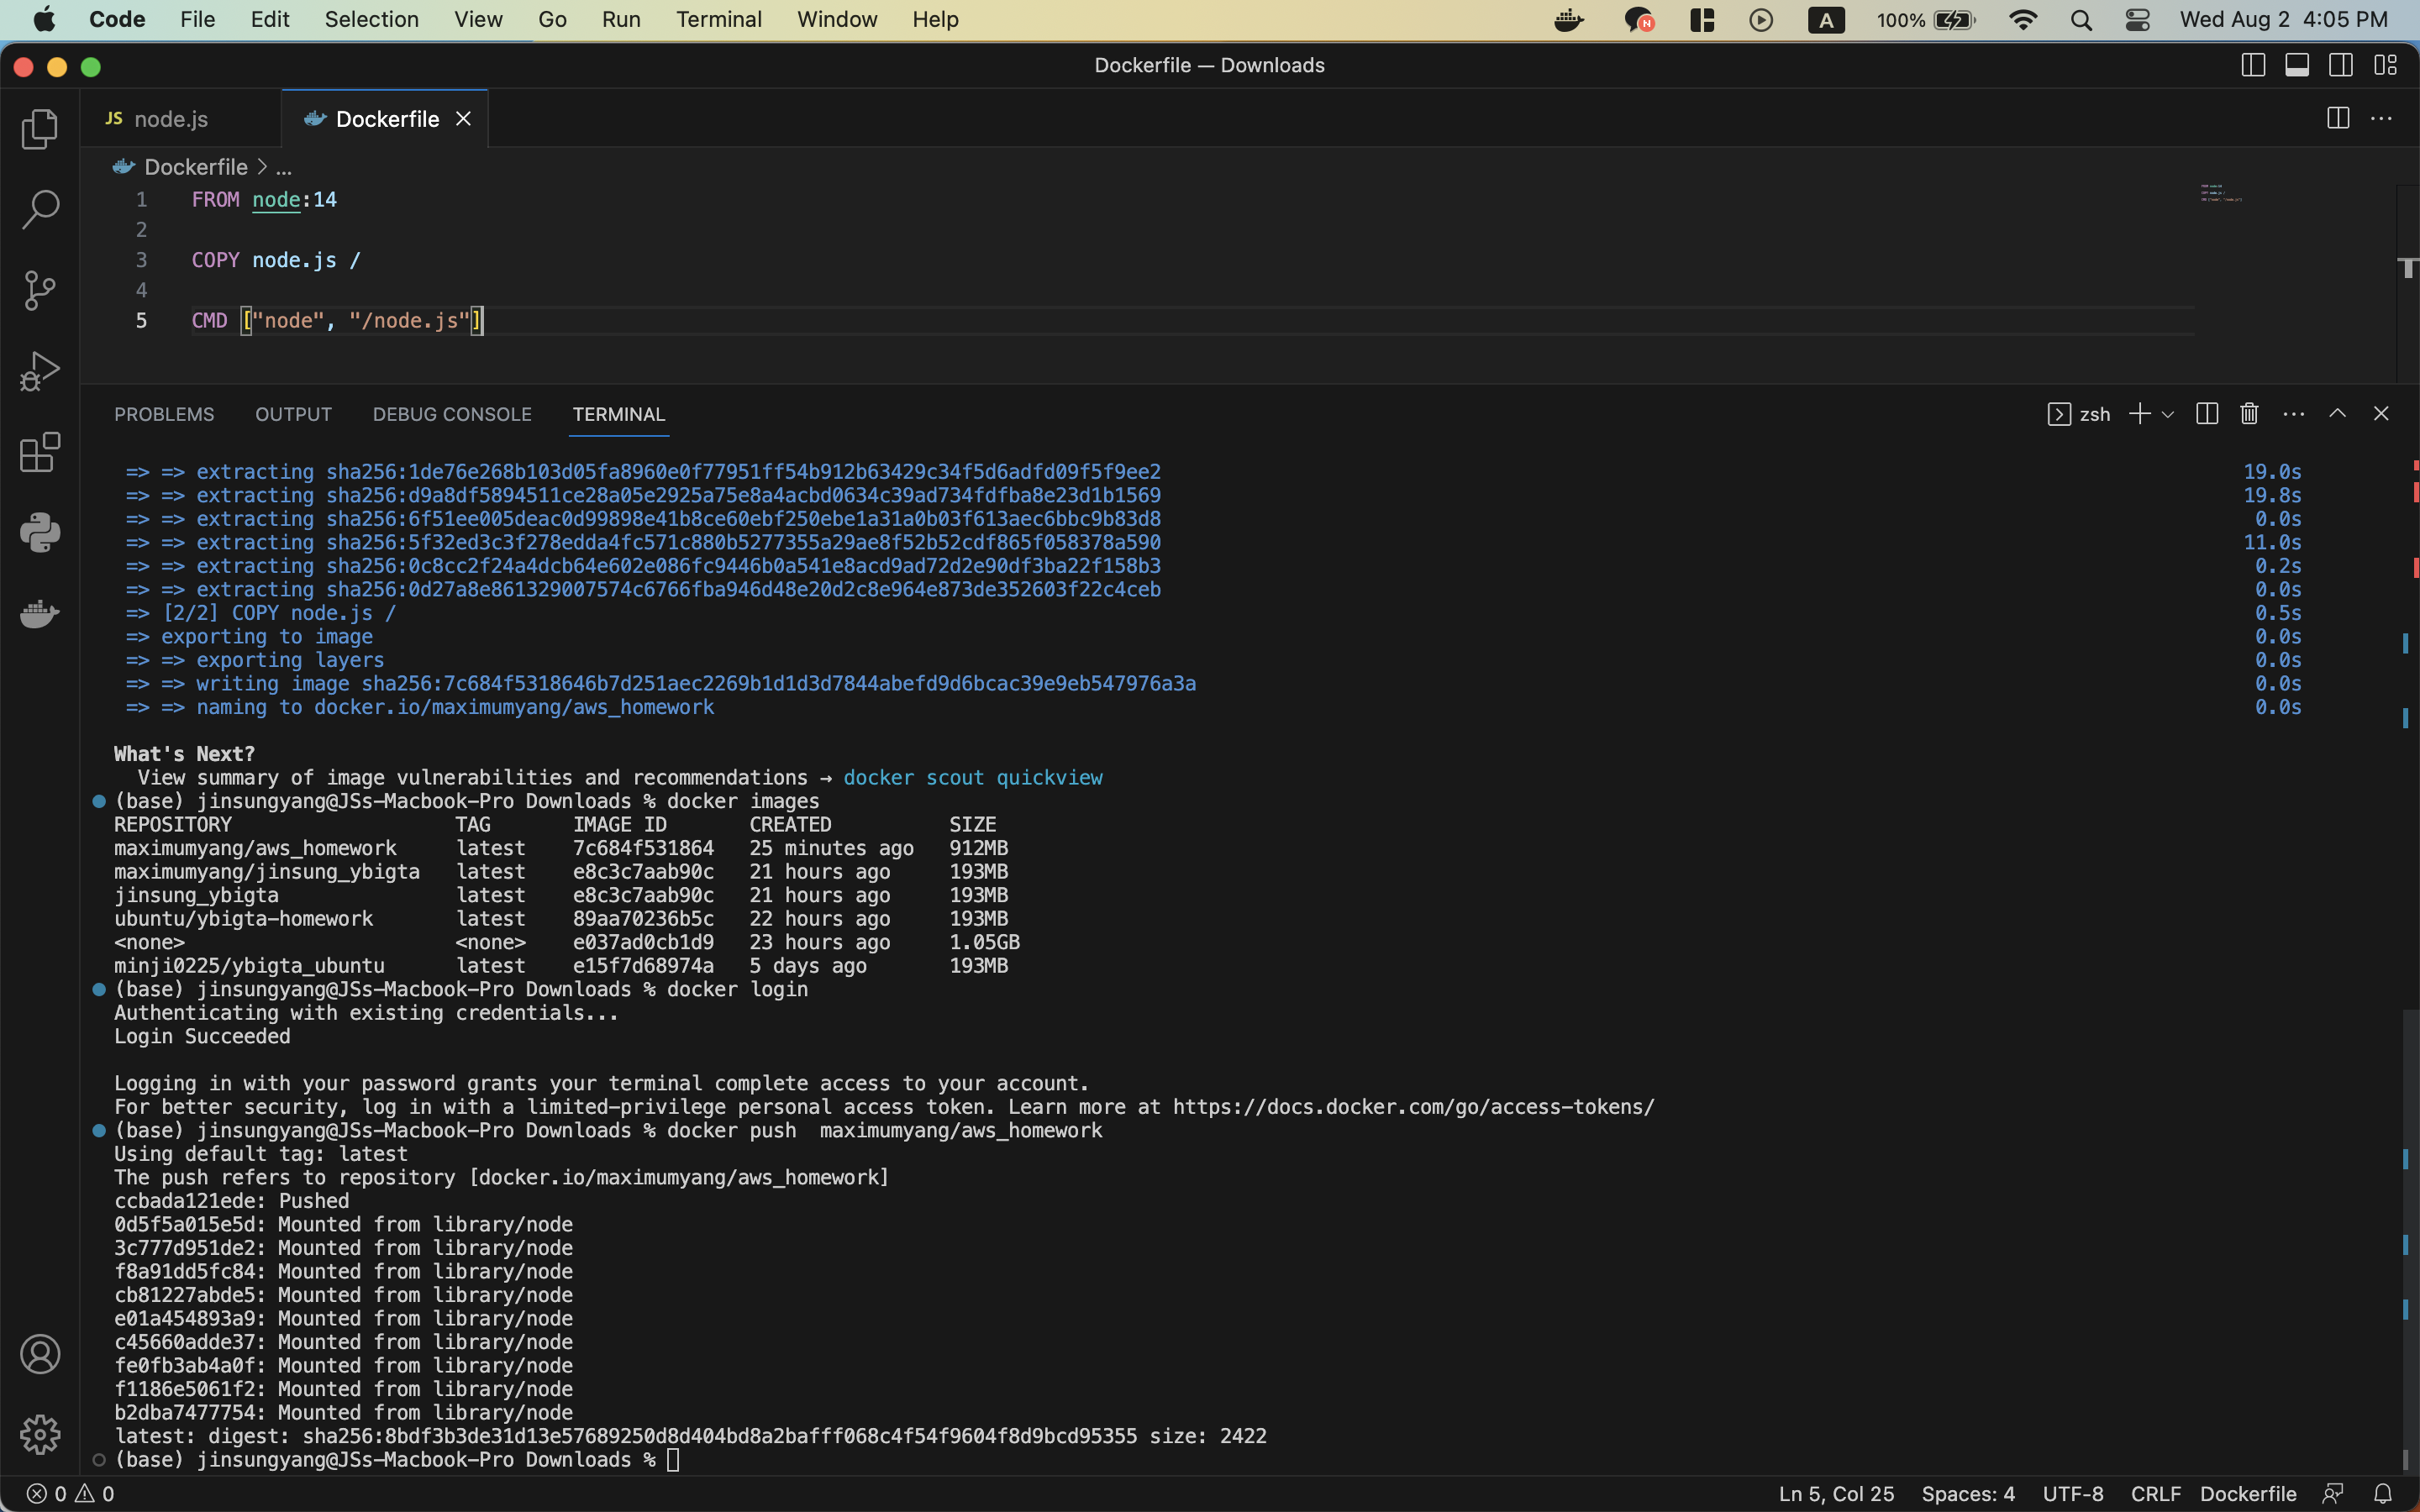 Code File Edit Selection View Go Run Terminal Window Help N A 100% Wed Aug 2 4:05 PM
Dockerfile — Downloads
JS node.js Dockerfile
Dockerfile > ...
1 FROM node:14
2
3 COPY node.js /
4
5 CMD ["node", "/node.js"]
PROBLEMS OUTPUT DEBUG CONSOLE TERMINAL zsh
=> => extracting sha256:1de76e268b103d05fa8960e0f77951ff54b912b63429c34f5d6adfd09f5f9ee2 19.0s
=> => extracting sha256:d9a8df5894511ce28a05e2925a75e8a4acbd0634c39ad734fdfba8e23d1b1569 19.8s
=> => extracting sha256:6f51ee005deac0d99898e41b8ce60ebf250ebe1a31a0b03f613aec6bbc9b83d8 0.0s
=> => extracting sha256:5f32ed3c3f278edda4fc571c880b5277355a29ae8f52b52cdf865f058378a590 11.0s
=> => extracting sha256:0c8cc2f24a4dcb64e602e086fc9446b0a541e8acd9ad72d2e90df3ba22f158b3 0.2s
=> => extracting sha256:0d27a8e861329007574c6766fba946d48e20d2c8e964e873de352603f22c4ceb 0.0s
=> [2/2] COPY node.js / 0.5s
=> exporting to image 0.0s
=> => exporting layers 0.0s
=> => writing image sha256:7c684f5318646b7d251aec2269b1d1d3d7844abefd9d6bcac39e9eb547976a3a 0.0s
=> => naming to docker.io/maximumyang/aws_homework 0.0s
What's Next?
View summary of image vulnerabilities and recommendations → docker scout quickview
(base) jinsungyang@JSs-Macbook-Pro Downloads % docker images
REPOSITORY TAG IMAGE ID CREATED SIZE
maximumyang/aws_homework latest 7c684f531864 25 minutes ago 912MB
maximumyang/jinsung_ybigta latest e8c3c7aab90c 21 hours ago 193MB
jinsung_ybigta latest e8c3c7aab90c 21 hours ago 193MB
ubuntu/ybigta-homework latest 89aa70236b5c 22 hours ago 193MB
<none> <none> e037ad0cb1d9 23 hours ago 1.05GB
minji0225/ybigta_ubuntu latest e15f7d68974a 5 days ago 193MB
(base) jinsungyang@JSs-Macbook-Pro Downloads % docker login
Authenticating with existing credentials...
Login Succeeded
Logging in with your password grants your terminal complete access to your account.
For better security, log in with a limited-privilege personal access token. Learn more at https://docs.docker.com/go/access-tokens/
(base) jinsungyang@JSs-Macbook-Pro Downloads % docker push  maximumyang/aws_homework
Using default tag: latest
The push refers to repository [docker.io/maximumyang/aws_homework]
ccbada121ede: Pushed
0d5f5a015e5d: Mounted from library/node
3c777d951de2: Mounted from library/node
f8a91dd5fc84: Mounted from library/node
cb81227abde5: Mounted from library/node
e01a454893a9: Mounted from library/node
c45660adde37: Mounted from library/node
fe0fb3ab4a0f: Mounted from library/node
f1186e5061f2: Mounted from library/node
b2dba7477754: Mounted from library/node
latest: digest: sha256:8bdf3b3de31d13e57689250d8d404bd8a2bafff068c4f54f9604f8d9bcd95355 size: 2422
(base) jinsungyang@JSs-Macbook-Pro Downloads %
0 0 Ln 5, Col 25 Spaces: 4 UTF-8 CRLF Dockerfile